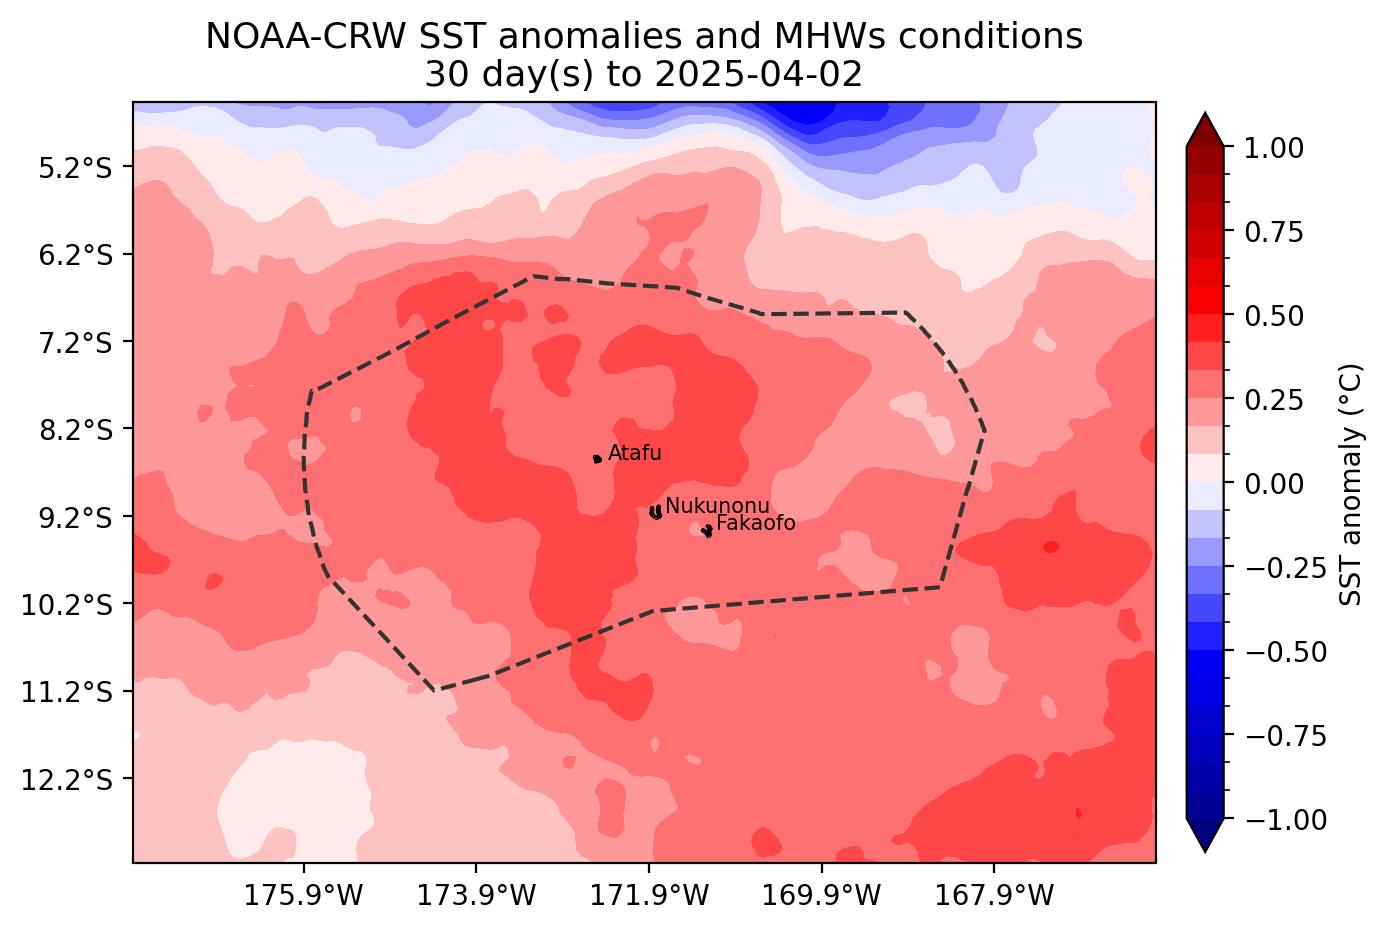 NOAA-CRW SST anomalies and MHWs conditions
30 day(s) to 2025-04-02
5.2°S
6.2°S
7.2°S
8.2°S
9.2°S
10.2°S
11.2°S
12.2°S
Atafu
Nukunonu
Fakaofo
175.9°W
173.9°W
171.9°W
169.9°W
167.9°W
1.00
0.75
0.50
0.25
0.00
−0.25
−0.50
−0.75
−1.00
SST anomaly (°C)